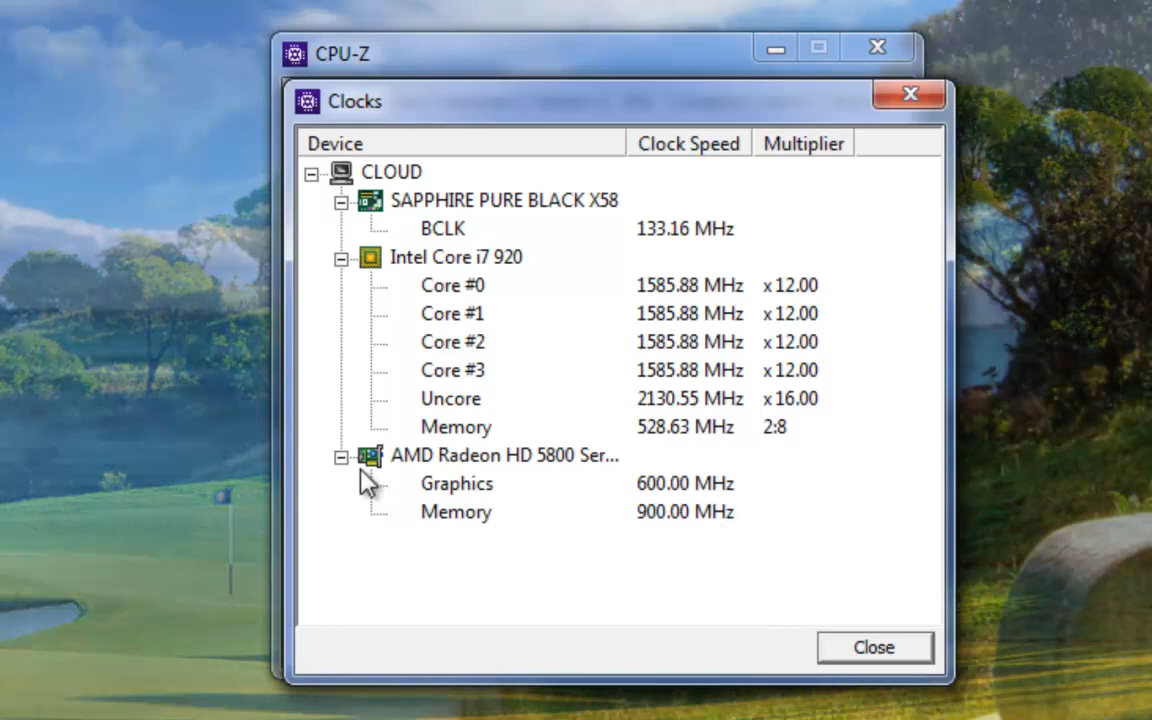 CPU-Z
Clocks
Device Clock Speed Multiplier
CLOUD
SAPPHIRE PURE BLACK X58
BCLK 133.16 MHz
Intel Core i7 920
Core #0 1585.88 MHz x 12.00
Core #1 1585.88 MHz x 12.00
Core #2 1585.88 MHz x 12.00
Core #3 1585.88 MHz x 12.00
Uncore 2130.55 MHz x 16.00
Memory 528.63 MHz 2:8
AMD Radeon HD 5800 Ser...
Graphics 600.00 MHz
Memory 900.00 MHz
Close